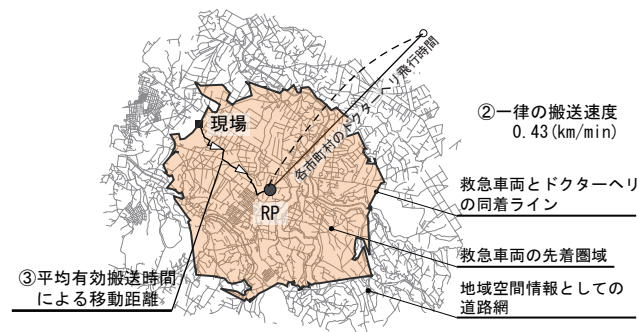 各市町村のドクターヘリ飛行時間
②一律の搬送速度
0.43(km/min)
現場
RP
救急車両とドクターヘリ
の同着ライン
救急車両の先着圏域
③平均有効搬送時間
による移動距離
地域空間情報としての
道路網